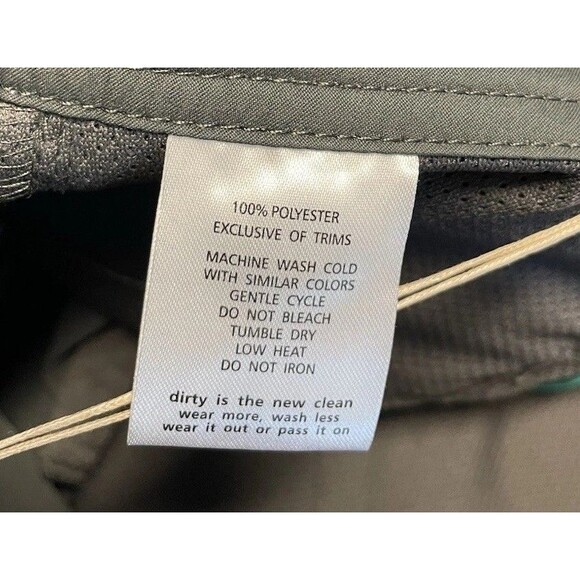 100% POLYESTER
EXCLUSIVE OF TRIMS
MACHINE WASH COLD
WITH SIMILAR COLORS
GENTLE CYCLE
DO NOT BLEACH
TUMBLE DRY
LOW HEAT
DO NOT IRON
dirty is the new clean
wear more, wash less
wear it out or pass it on